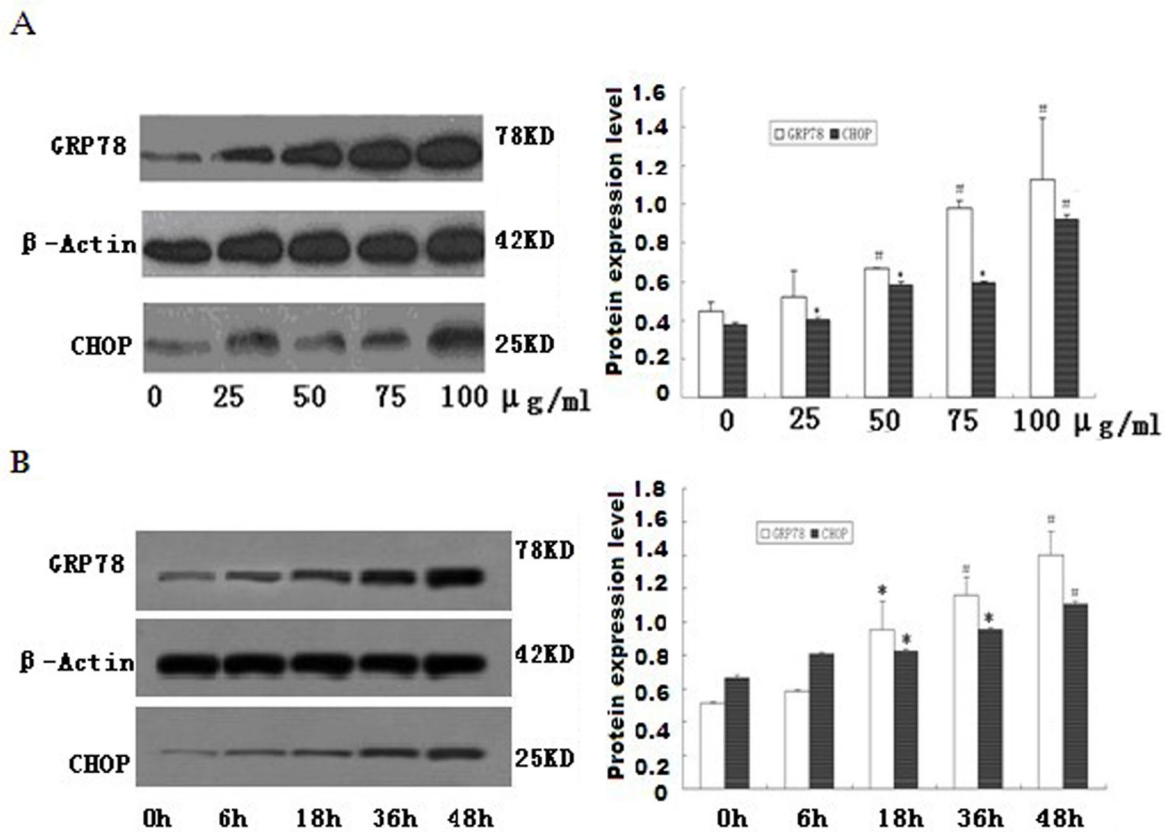 A
GRP78
78KD
β-Actin
42KD
CHOP
25KD
0 25 50 75 100 μg/ml
Protein expression level
1.6
1.4
1.2
1.0
0.8
0.6
0.4
0.2
0
GRP78 CHOP
# # # #
* * *
0 25 50 75 100 μg/ml
B
GRP78
78KD
β-Actin
42KD
CHOP
25KD
0h 6h 18h 36h 48h
Protein expression level
1.8
1.6
1.4
1.2
1.0
0.8
0.6
0.4
0.2
0
GRP78 CHOP
* * # * # #
0h 6h 18h 36h 48h